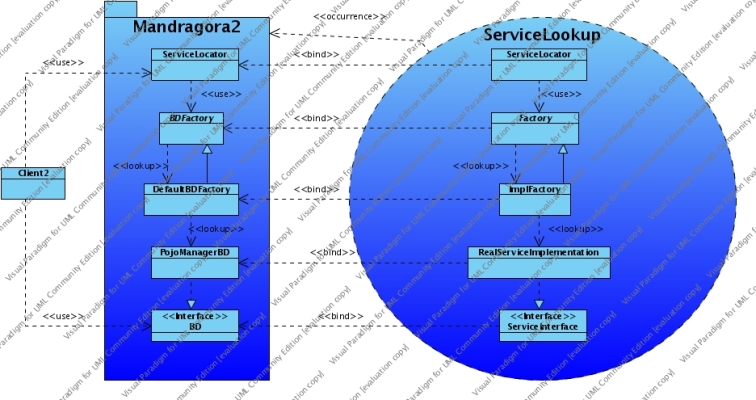 Mandragora2
ServiceLookup
<<occurrence>>
ServiceLocator
<<bind>>
ServiceLocator
<<use>>
<<use>>
<<use>>
BDFactory
<<bind>>
Factory
<<lookup>>
<<lookup>>
Client2
DefaultBDFactory
<<bind>>
ImplFactory
<<lookup>>
<<lookup>>
PojoManagerBD
<<bind>>
RealServiceImplementation
<<use>>
<<Interface>>
BD
<<bind>>
<<Interface>>
ServiceInterface
Visual Paradigm for UML Community Edition [evaluation copy]